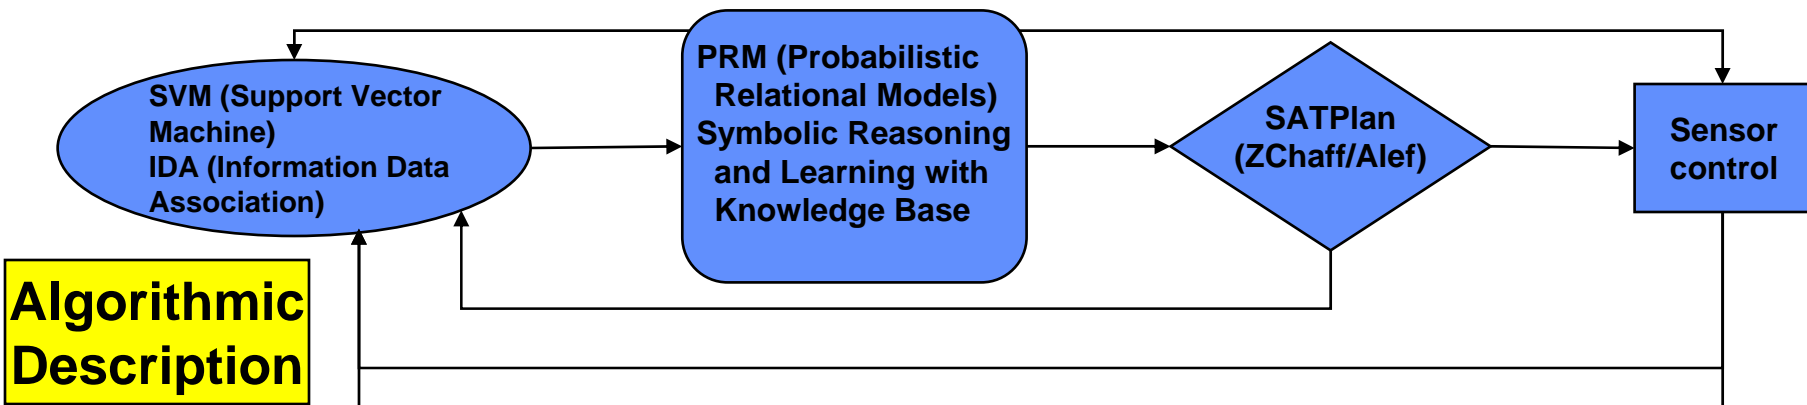 SVM (Support Vector
Machine)
IDA (Information Data
Association)
PRM (Probabilistic
Relational Models)
Symbolic Reasoning
and Learning with
Knowledge Base
SATPlan
(ZChaff/Alef)
Sensor
control
Algorithmic
Description